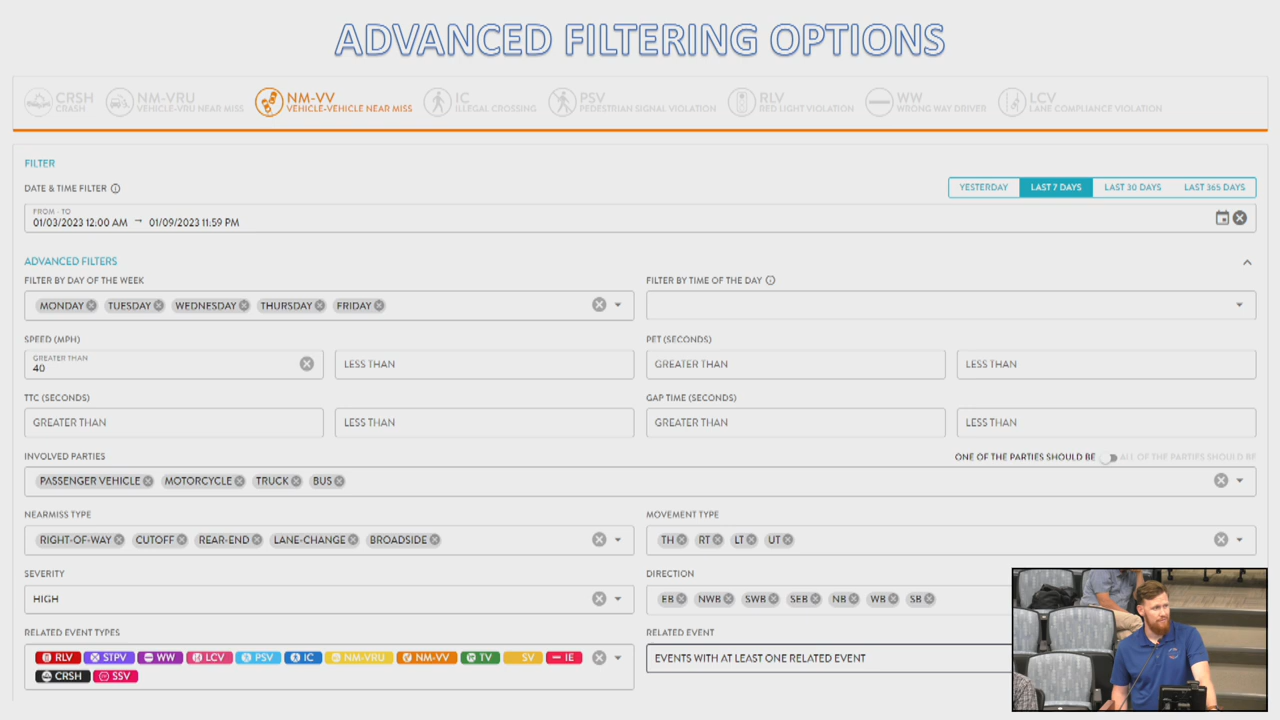 ADVANCED FILTERING OPTIONS
CRSH NM-VRU NM-VV IC PSV RLV WW LCV
CRASH VEHICLE-VRU NEAR MISS VEHICLE-VEHICLE NEAR MISS ILLEGAL CROSSING PEDESTRIAN SIGNAL VIOLATION RED LIGHT VIOLATION WRONG WAY DRIVER LANE COMPLIANCE VIOLATION
FILTER
DATE & TIME FILTER YESTERDAY LAST 7 DAYS LAST 30 DAYS LAST 365 DAYS
FROM - TO
01/03/2023 12:00 AM → 01/09/2023 11:59 PM
ADVANCED FILTERS
FILTER BY DAY OF THE WEEK FILTER BY TIME OF THE DAY
MONDAY TUESDAY WEDNESDAY THURSDAY FRIDAY
SPEED (MPH) PET (SECONDS)
GREATER THAN
40 LESS THAN GREATER THAN LESS THAN
TTC (SECONDS) GAP TIME (SECONDS)
GREATER THAN LESS THAN GREATER THAN LESS THAN
INVOLVED PARTIES ONE OF THE PARTIES SHOULD BE ALL OF THE PARTIES SHOULD BE
PASSENGER VEHICLE MOTORCYCLE TRUCK BUS
NEARMISS TYPE MOVEMENT TYPE
RIGHT-OF-WAY CUTOFF REAR-END LANE-CHANGE BROADSIDE TH RT LT UT
SEVERITY DIRECTION
HIGH EB NWB SWB SEB NB WB SB
RELATED EVENT TYPES RELATED EVENT
RLV STPV WW LCV PSV IC NM-VRU NM-VV TV SV IE EVENTS WITH AT LEAST ONE RELATED EVENT
CRSH SSV